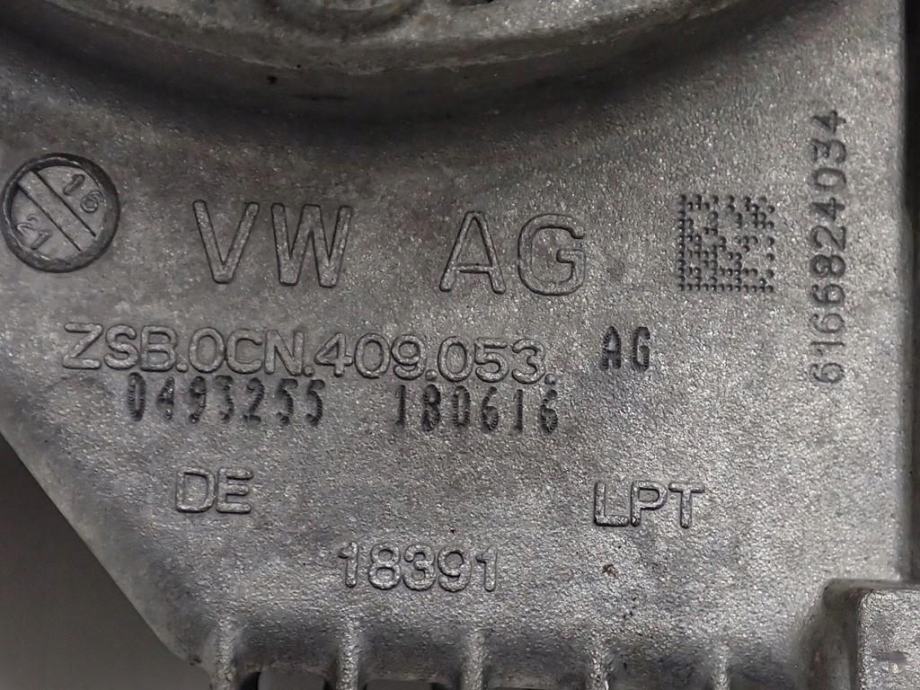 16
21
VW AG
ZSB.0CN.409.053. AG
0493255 180616
DE LPT
18391
6166824034